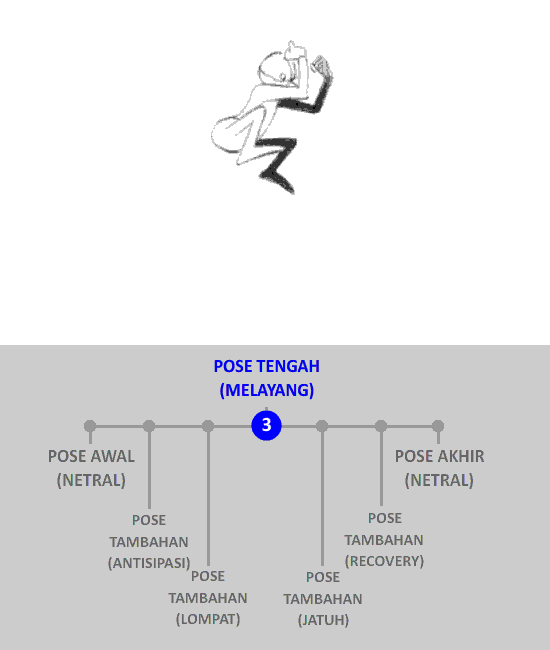 POSE TENGAH
(MELAYANG)
3
POSE AWAL
(NETRAL)
POSE AKHIR
(NETRAL)
POSE
TAMBAHAN
(ANTISIPASI)
POSE
TAMBAHAN
(RECOVERY)
POSE
TAMBAHAN
(LOMPAT)
POSE
TAMBAHAN
(JATUH)